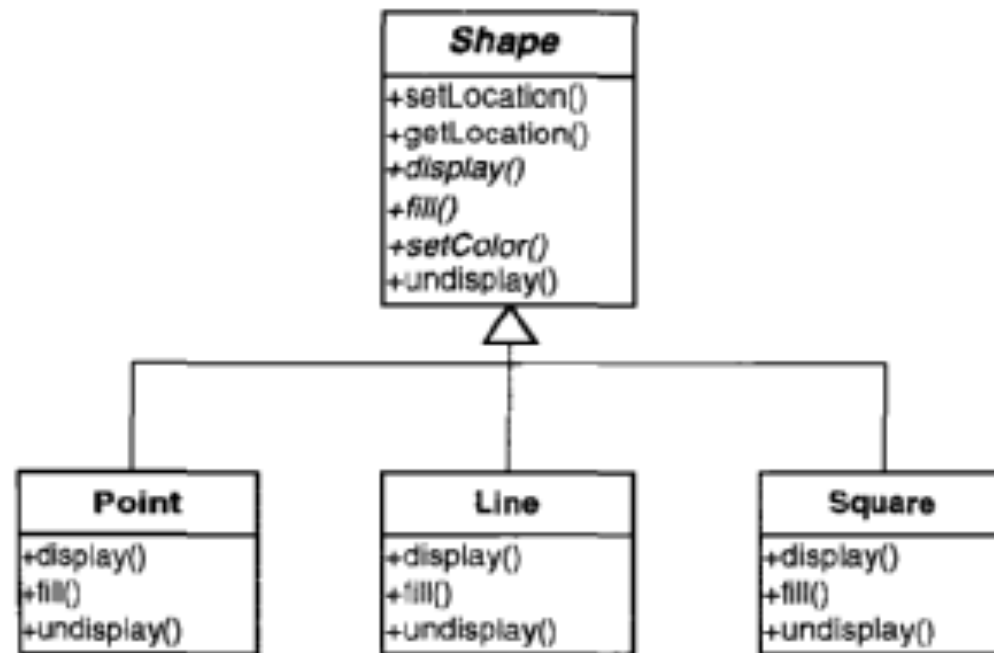 Shape
+setLocation()
+getLocation()
+display()
+fill()
+setColor()
+undisplay()
Point
+display()
+fill()
+undisplay()
Line
+display()
+fill()
+undisplay()
Square
+display()
+fill()
+undisplay()